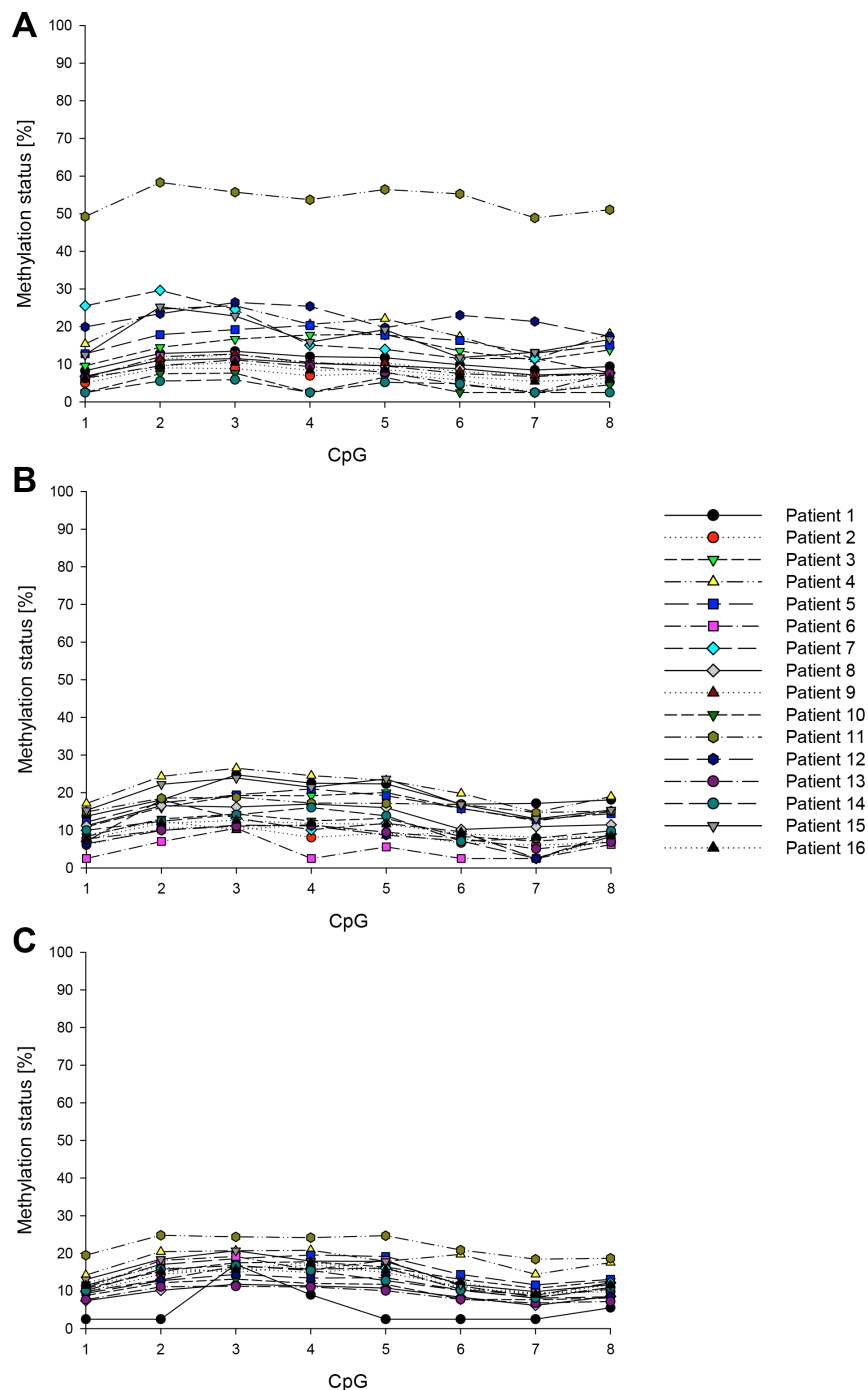 A
Methylation status [%]
100
90
80
70
60
50
40
30
20
10
0
1 2 3 4 5 6 7 8
CpG
B
Methylation status [%]
100
90
80
70
60
50
40
30
20
10
0
1 2 3 4 5 6 7 8
CpG
Patient 1
Patient 2
Patient 3
Patient 4
Patient 5
Patient 6
Patient 7
Patient 8
Patient 9
Patient 10
Patient 11
Patient 12
Patient 13
Patient 14
Patient 15
Patient 16
C
Methylation status [%]
100
90
80
70
60
50
40
30
20
10
0
1 2 3 4 5 6 7 8
CpG